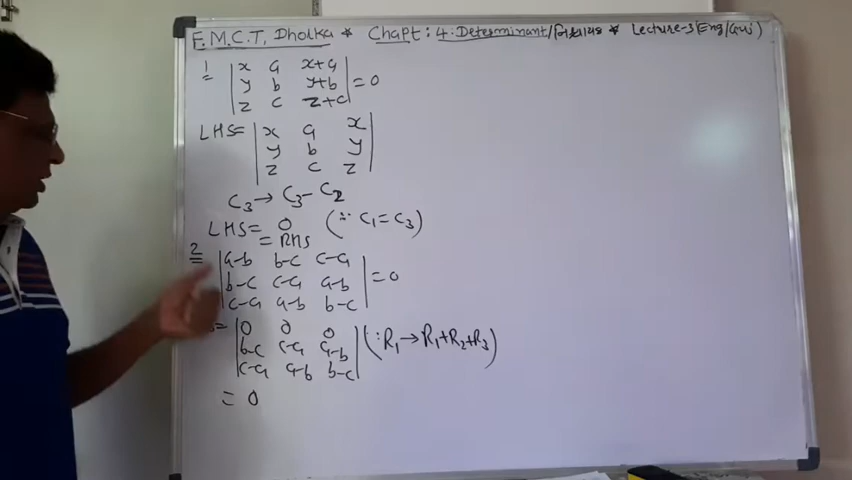 F.M.C.T, Dholka * Chapt: 4. Determinant/ * Lecture-3(Eng/Guj)
1 | x a x+a |
| y b y+b | = 0
| z c z+c |
LHS = | x a x |
| y b y |
| z c z |
C3 → C3 - C2
LHS = 0 (∵ C1 = C3)
= RHS
2 | a-b b-c c-a |
| b-c c-a a-b | = 0
| c-a a-b b-c |
= | 0 0 0 |
| b-c c-a a-b | (∵ R1 → R1+R2+R3)
| c-a a-b b-c |
= 0